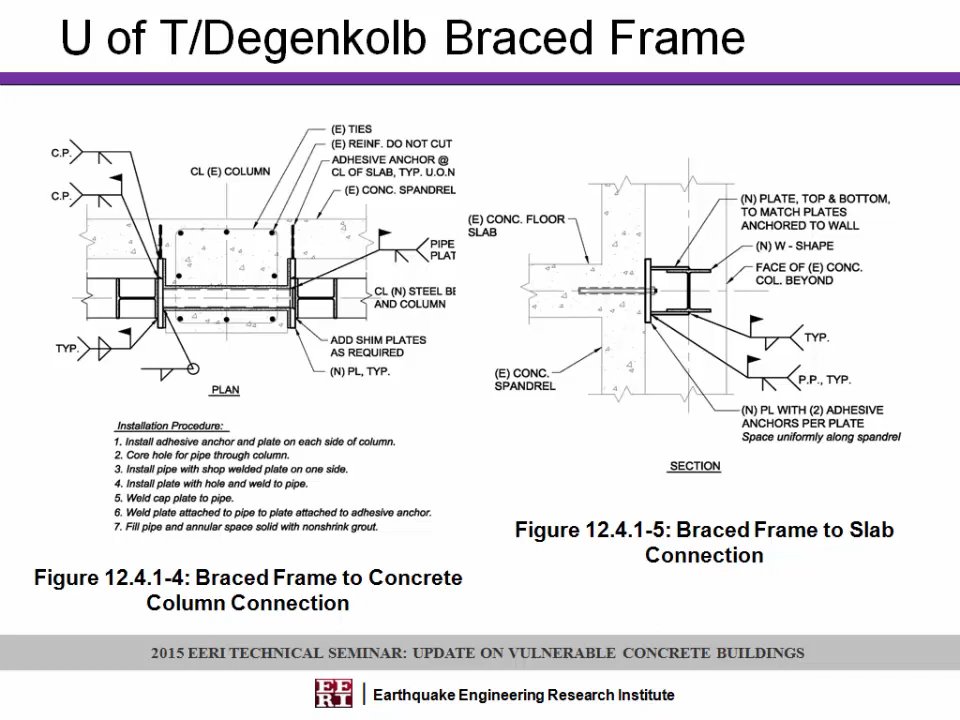 U of T/Degenkolb Braced Frame
(E) TIES
(E) REINF. DO NOT CUT
ADHESIVE ANCHOR @
CL OF SLAB, TYP. U.O.N
(E) CONC. SPANDREL
CL (E) COLUMN
C.P.
C.P.
PIPE
PLAT
CL (N) STEEL BE
AND COLUMN
TYP.
ADD SHIM PLATES
AS REQUIRED
(N) PL, TYP.
PLAN
Installation Procedure:
1. Install adhesive anchor and plate on each side of column.
2. Core hole for pipe through column.
3. Install pipe with shop welded plate on one side.
4. Install plate with hole and weld to pipe.
5. Weld cap plate to pipe.
6. Weld plate attached to pipe to plate attached to adhesive anchor.
7. Fill pipe and annular space solid with nonshrink grout.
Figure 12.4.1-4: Braced Frame to Concrete
Column Connection
(E) CONC. FLOOR
SLAB
(N) PLATE, TOP & BOTTOM,
TO MATCH PLATES
ANCHORED TO WALL
(N) W - SHAPE
FACE OF (E) CONC.
COL. BEYOND
TYP.
P.P., TYP.
(E) CONC.
SPANDREL
(N) PL WITH (2) ADHESIVE
ANCHORS PER PLATE
Space uniformly along spandrel
SECTION
Figure 12.4.1-5: Braced Frame to Slab
Connection
2015 EERI TECHNICAL SEMINAR: UPDATE ON VULNERABLE CONCRETE BUILDINGS
EE
RI
Earthquake Engineering Research Institute